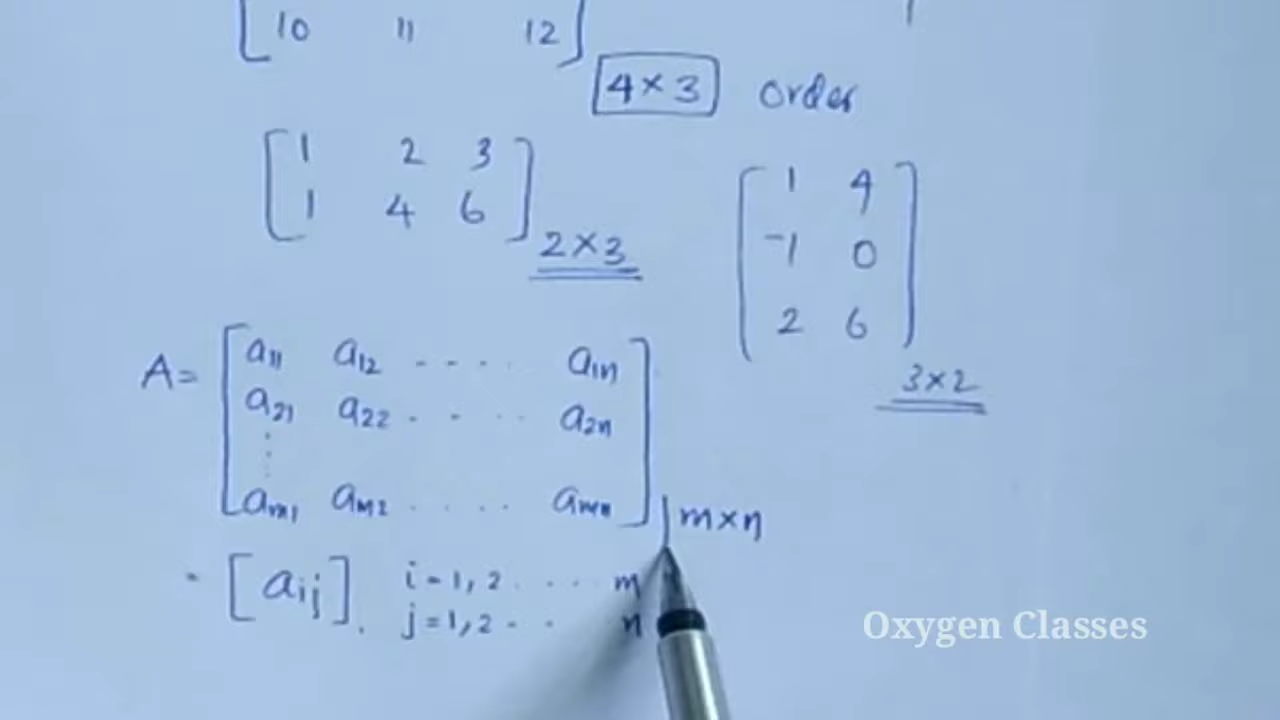 [10 11 12]
4×3 order
[1 2 3
1 4 6] 2×3
[1 4
-1 0
2 6] 3×2
A= [a11 a12 ---- a1n
a21 a22 . - . . . a2n
⋮
am1 am2 ..... amn] m×n
= [aij]. i=1,2 .... m
j=1,2 - .. n
Oxygen Classes